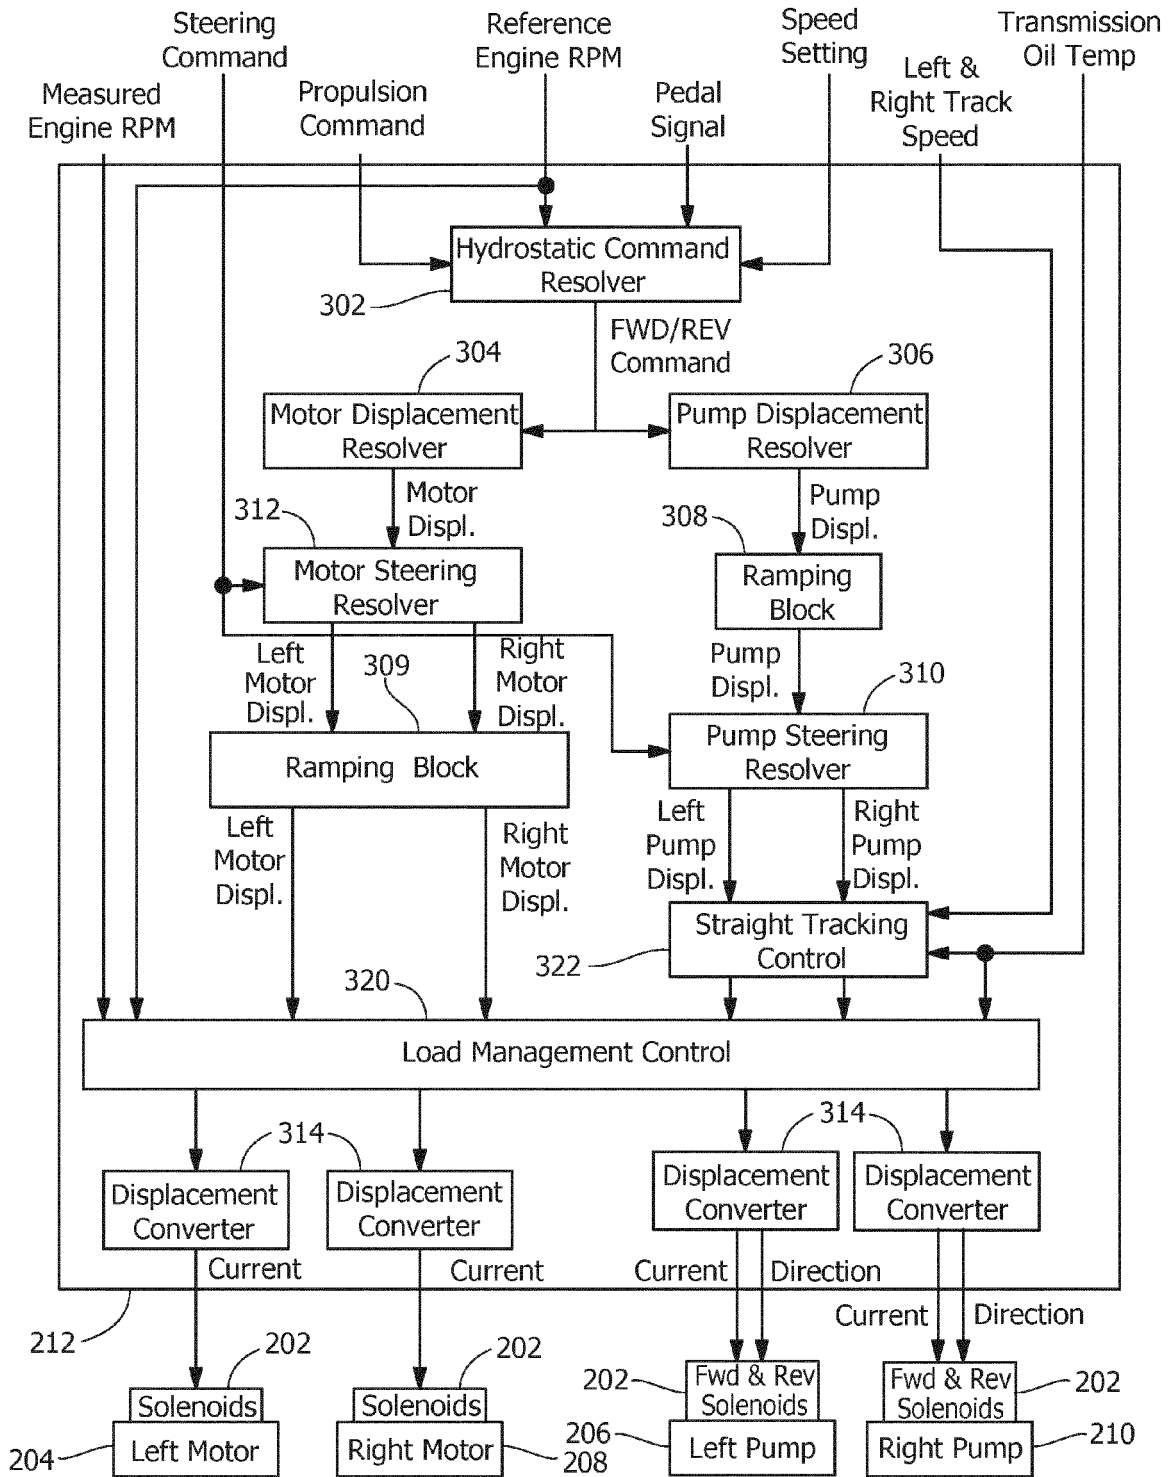 Steering
Command
Reference
Engine RPM
Speed
Setting
Transmission
Oil Temp
Measured
Engine RPM
Propulsion
Command
Pedal
Signal
Left &
Right Track
Speed
Hydrostatic Command
Resolver
302
FWD/REV
Command
304
306
Motor Displacement
Resolver
Pump Displacement
Resolver
Motor
Displ.
Pump
Displ.
312
308
Motor Steering
Resolver
Ramping
Block
Left
Motor
Displ.
309
Right
Motor
Displ.
Pump
Displ.
310
Ramping Block
Pump Steering
Resolver
Left
Motor
Displ.
Right
Motor
Displ.
Left
Pump
Displ.
Right
Pump
Displ.
Straight Tracking
Control
322
320
Load Management Control
314
314
Displacement
Converter
Displacement
Converter
Displacement
Converter
Displacement
Converter
Current
Current
Current
Direction
Current
Direction
212
202
202
202
202
Solenoids
Solenoids
Fwd & Rev
Solenoids
Fwd & Rev
Solenoids
204
Left Motor
Right Motor
208
206
Left Pump
Right Pump
210